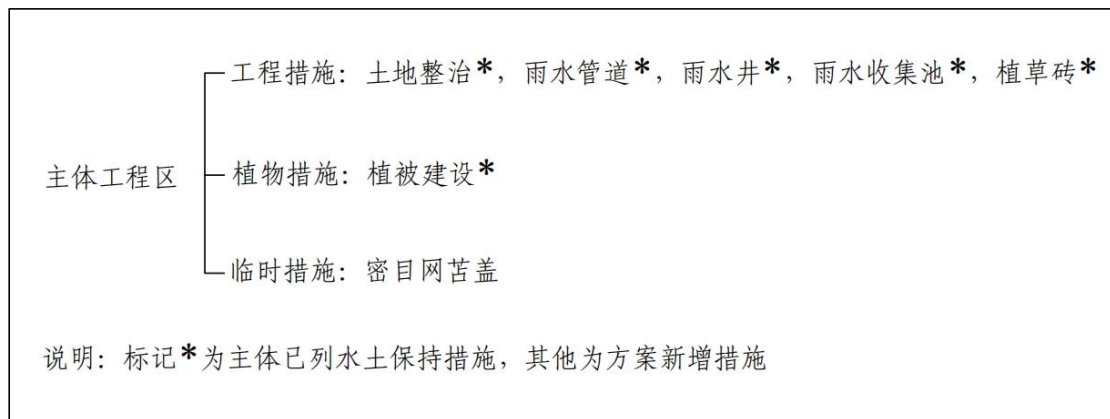 工程措施：土地整治*，雨水管道*，雨水井*，雨水收集池*，植草砖*
主体工程区
植物措施：植被建设*
临时措施：密目网苫盖
说明：标记*为主体已列水土保持措施，其他为方案新增措施